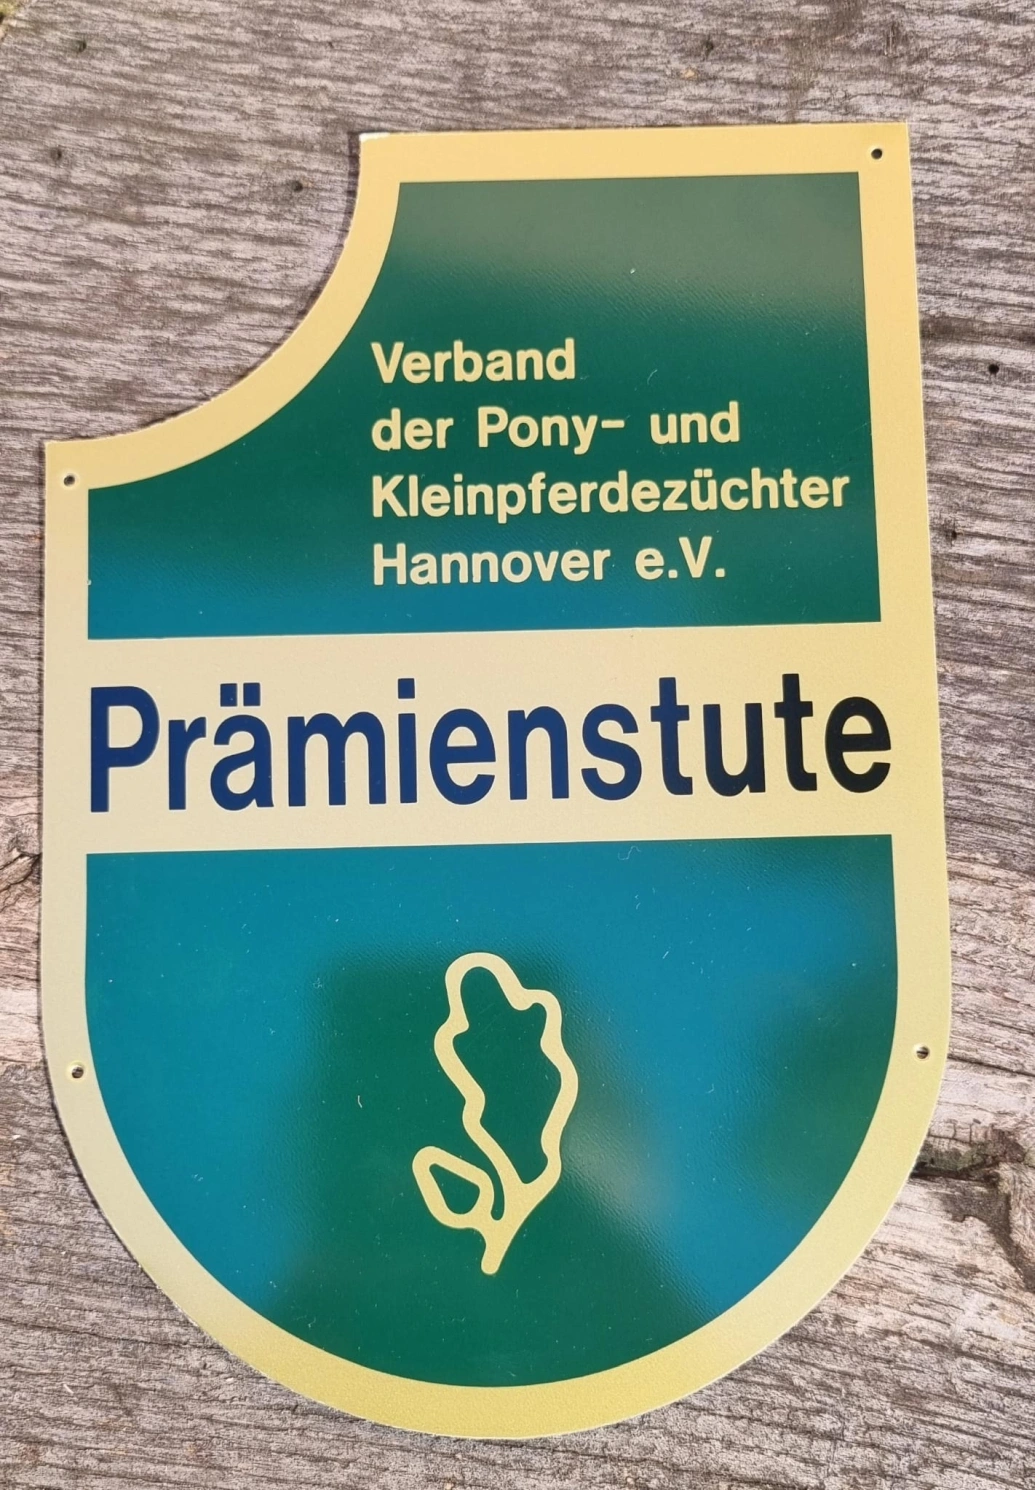 Verband
der Pony- und
Kleinpferdezüchter
Hannover e.V.
Prämienstute